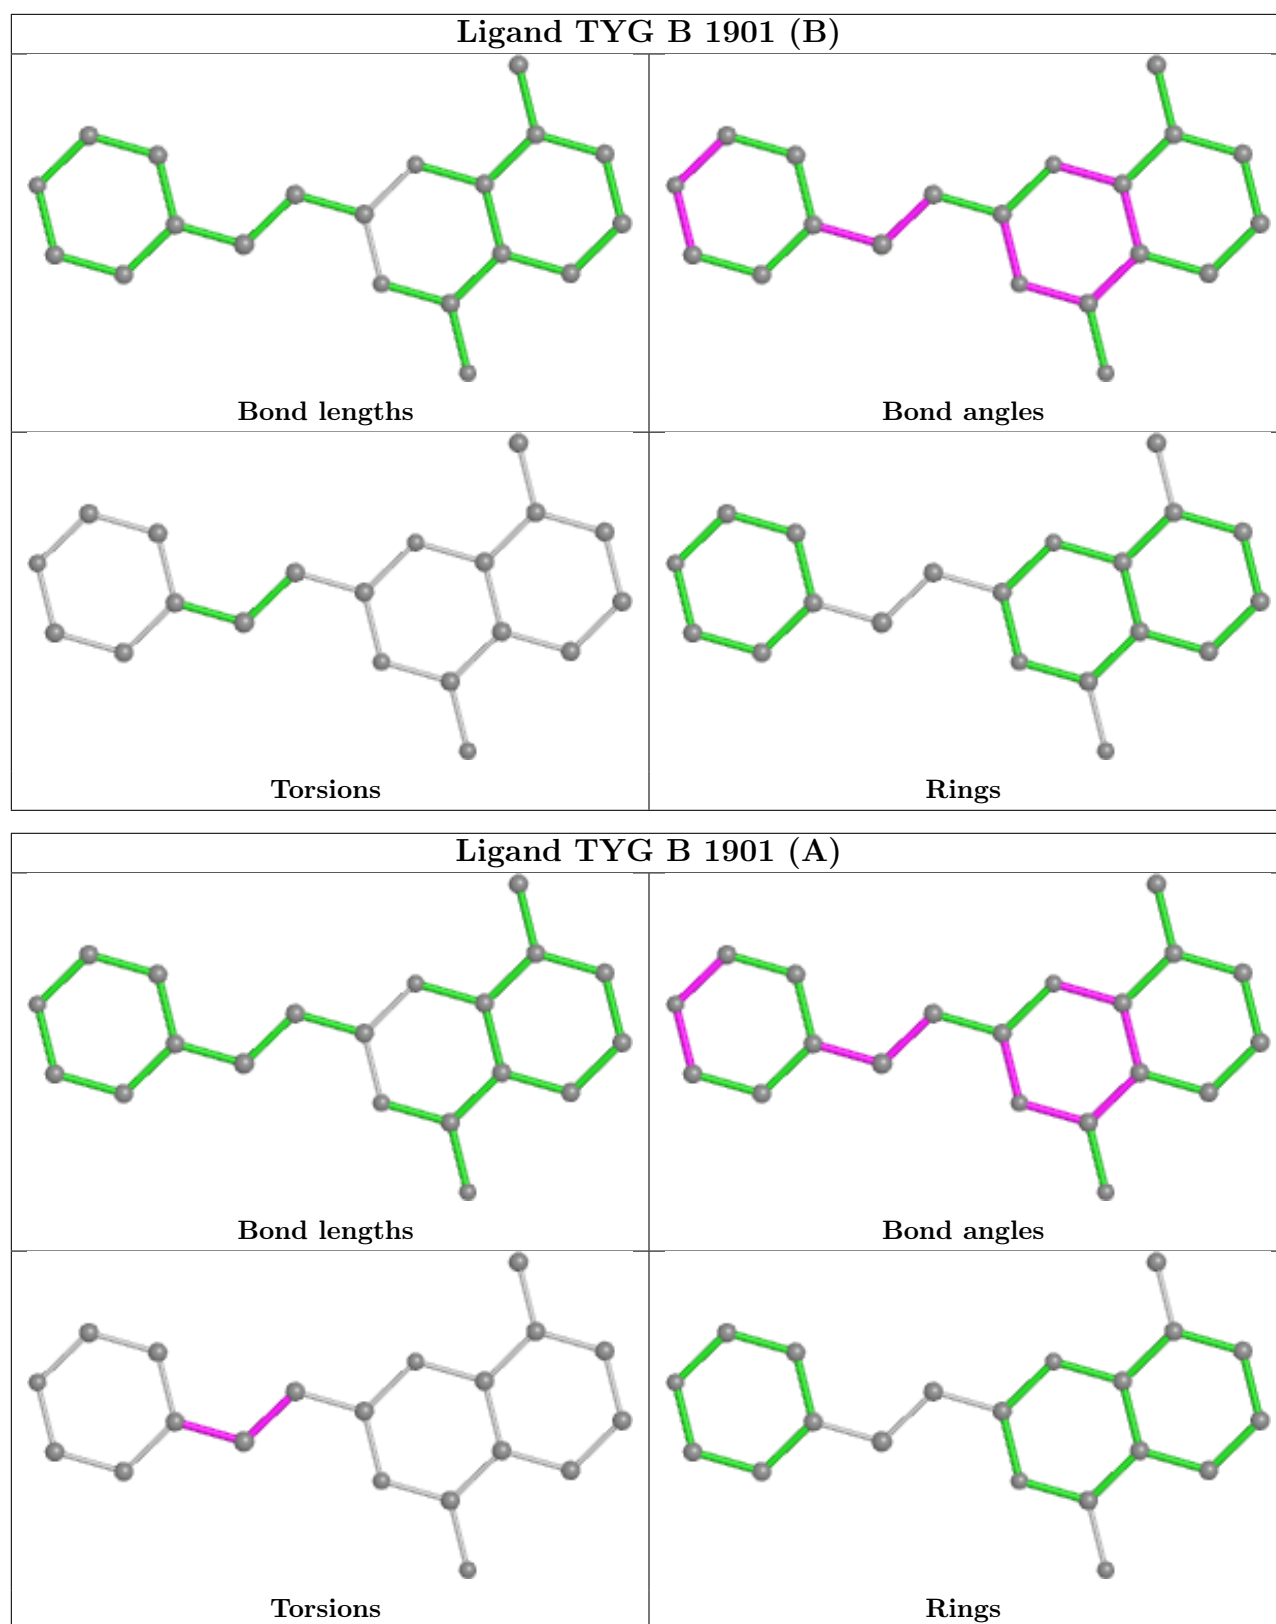 Ligand TYG B 1901 (B)
Bond lengths
Bond angles
Torsions
Rings
Ligand TYG B 1901 (A)
Bond lengths
Bond angles
Torsions
Rings